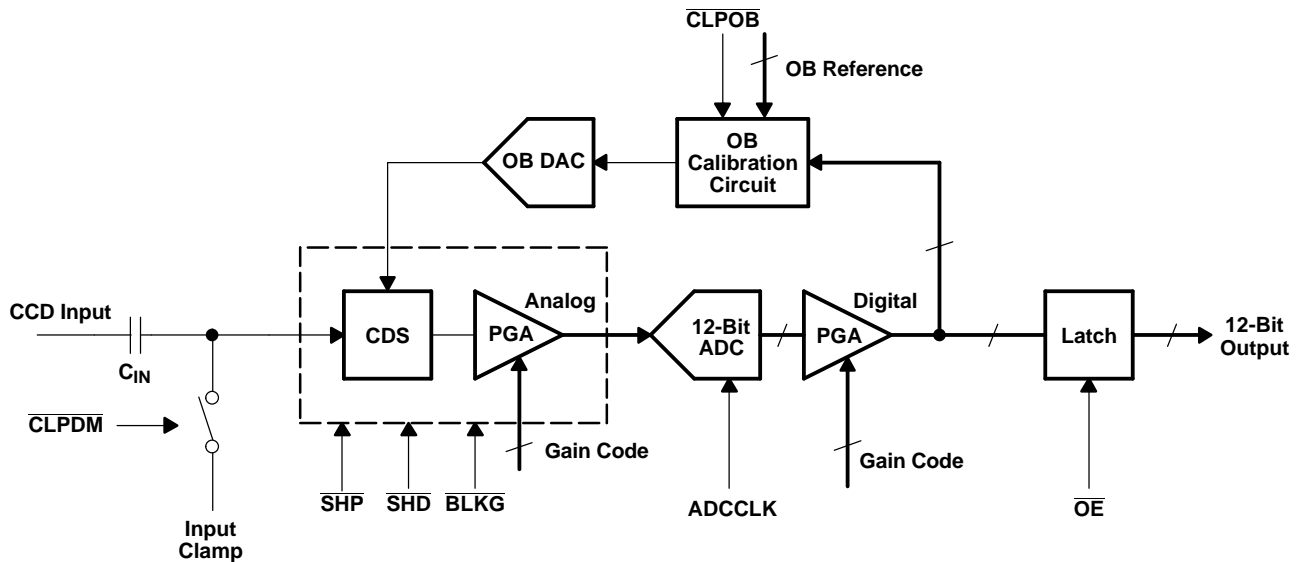 CLPOB
OB Reference
OB DAC
OB
Calibration
Circuit
CCD Input
CIN
CDS
PGA
Analog
12-Bit
ADC
PGA
Digital
Latch
12-Bit
Output
CLPDM
Gain Code
Gain Code
SHP
SHD
BLKG
ADCCLK
OE
Input
Clamp